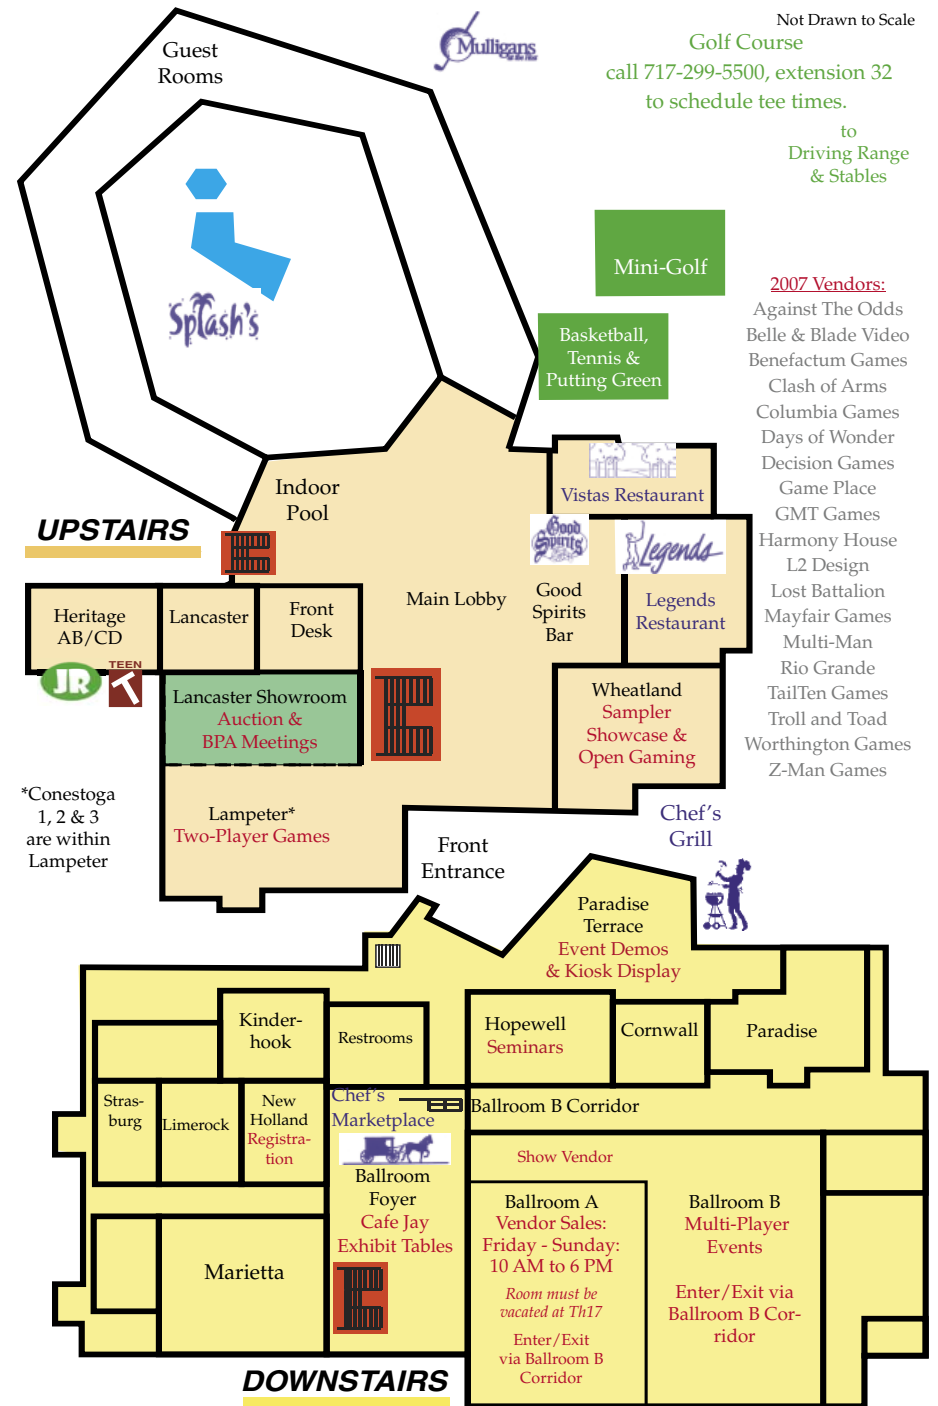 Not Drawn to Scale
Mulligans
at the Host
Golf Course
call 717-299-5500, extension 32
to schedule tee times.
to
Driving Range
& Stables
Guest
Rooms
Splash's
Mini-Golf
Basketball,
Tennis &
Putting Green
2007 Vendors:
Against The Odds
Belle & Blade Video
Benefactum Games
Clash of Arms
Columbia Games
Days of Wonder
Decision Games
Game Place
GMT Games
Harmony House
L2 Design
Lost Battalion
Mayfair Games
Multi-Man
Rio Grande
TailTen Games
Troll and Toad
Worthington Games
Z-Man Games
Vistas Restaurant
Indoor
Pool
UPSTAIRS
Good
Spirits
Legends
Good
Spirits
Bar
Legends
Restaurant
Main Lobby
Heritage
AB/CD
Lancaster
Front
Desk
JR
TEEN
T
Lancaster Showroom
Auction &
BPA Meetings
Wheatland
Sampler
Showcase &
Open Gaming
*Conestoga
1, 2 & 3
are within
Lampeter
Lampeter*
Two-Player Games
Front
Entrance
Chef's
Grill
Paradise
Terrace
Event Demos
& Kiosk Display
Kinder-
hook
Restrooms
Hopewell
Seminars
Cornwall
Paradise
Stras-
burg
Limerock
New
Holland
Registra-
tion
Chef's
Marketplace
Ballroom B Corridor
Ballroom
Foyer
Cafe Jay
Exhibit Tables
Show Vendor
Ballroom A
Vendor Sales:
Friday - Sunday:
10 AM to 6 PM
Room must be
vacated at Th17
Enter/Exit
via Ballroom B
Corridor
Ballroom B
Multi-Player
Events
Enter/Exit via
Ballroom B Cor-
ridor
Marietta
DOWNSTAIRS